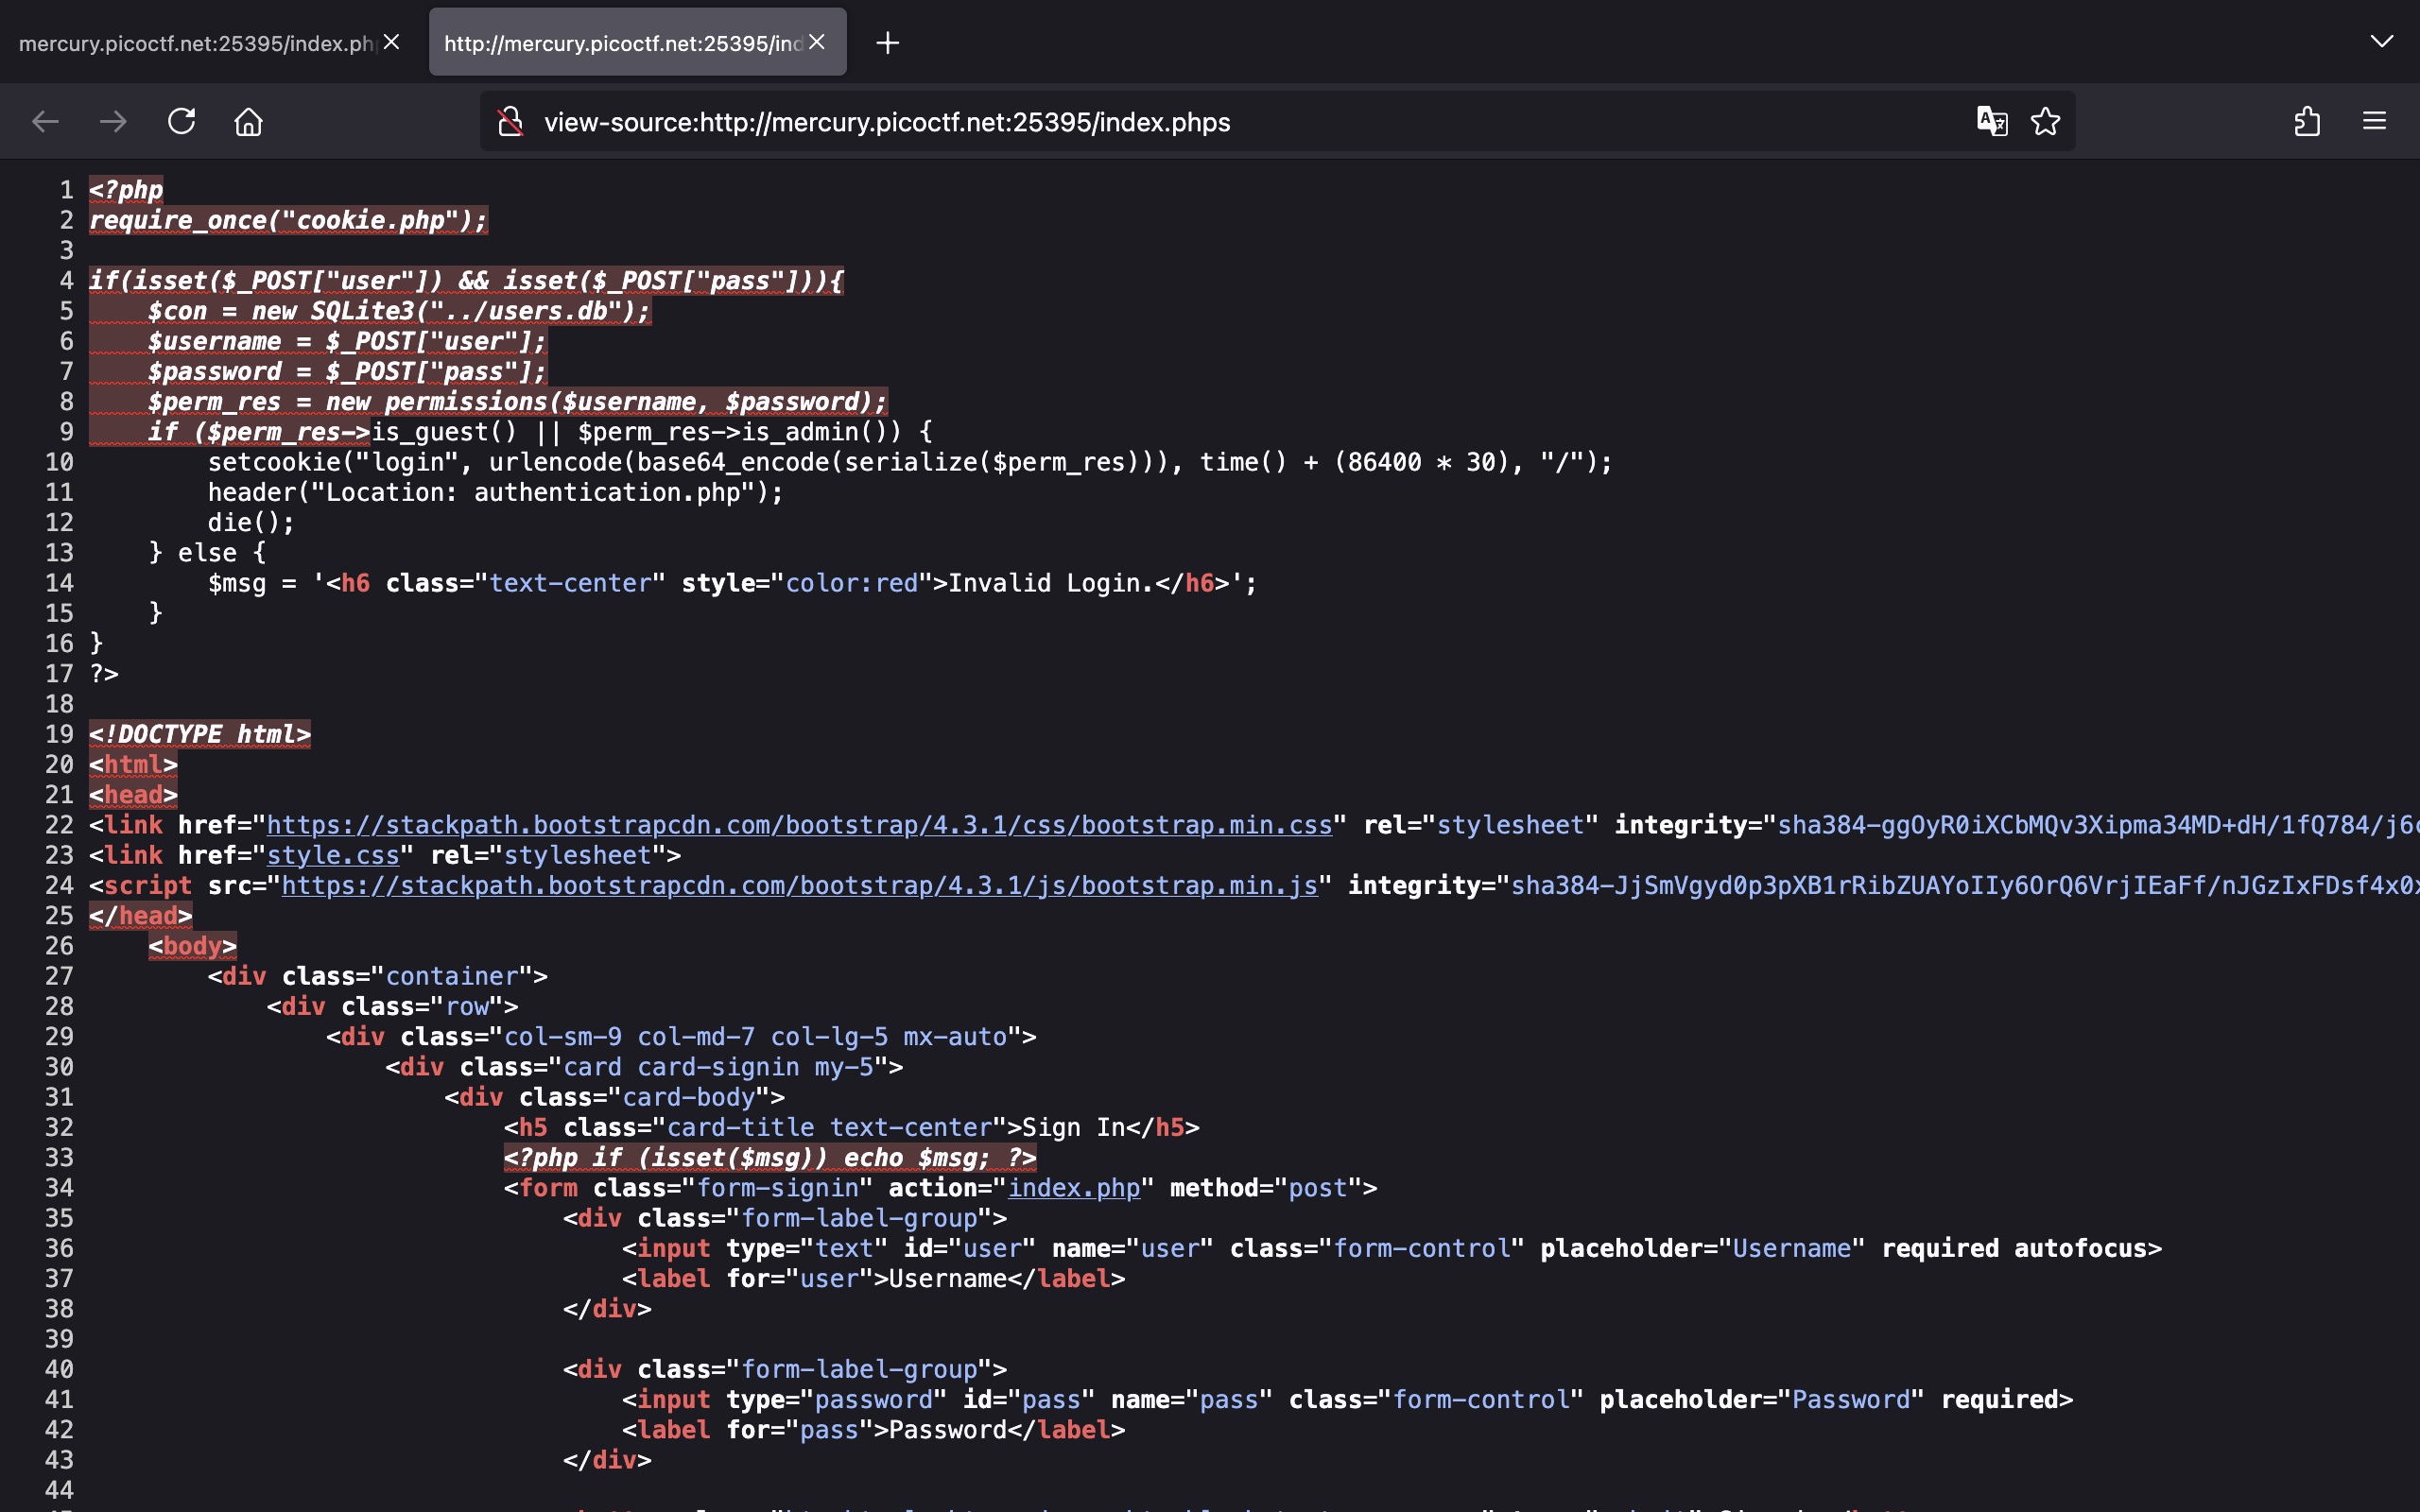 mercury.picoctf.net:25395/index.ph
http://mercury.picoctf.net:25395/ind
view-source:http://mercury.picoctf.net:25395/index.phps
1 <?php
2 require_once("cookie.php");
3
4 if(isset($_POST["user"]) && isset($_POST["pass"])){
5     $con = new SQLite3("../users.db");
6     $username = $_POST["user"];
7     $password = $_POST["pass"];
8     $perm_res = new permissions($username, $password);
9     if ($perm_res->is_guest() || $perm_res->is_admin()) {
10         setcookie("login", urlencode(base64_encode(serialize($perm_res))), time() + (86400 * 30), "/");
11         header("Location: authentication.php");
12         die();
13     } else {
14         $msg = '<h6 class="text-center" style="color:red">Invalid Login.</h6>';
15     }
16 }
17 ?>
18
19 <!DOCTYPE html>
20 <html>
21 <head>
22 <link href="https://stackpath.bootstrapcdn.com/bootstrap/4.3.1/css/bootstrap.min.css" rel="stylesheet" integrity="sha384-ggOyR0iXCbMQv3Xipma34MD+dH/1fQ784/j6
23 <link href="style.css" rel="stylesheet">
24 <script src="https://stackpath.bootstrapcdn.com/bootstrap/4.3.1/js/bootstrap.min.js" integrity="sha384-JjSmVgyd0p3pXB1rRibZUAYoIIy6OrQ6VrjIEaFf/nJGzIxFDsf4x0
25 </head>
26     <body>
27         <div class="container">
28             <div class="row">
29                 <div class="col-sm-9 col-md-7 col-lg-5 mx-auto">
30                     <div class="card card-signin my-5">
31                         <div class="card-body">
32                             <h5 class="card-title text-center">Sign In</h5>
33                             <?php if (isset($msg)) echo $msg; ?>
34                             <form class="form-signin" action="index.php" method="post">
35                                 <div class="form-label-group">
36                                     <input type="text" id="user" name="user" class="form-control" placeholder="Username" required autofocus>
37                                     <label for="user">Username</label>
38                                 </div>
39
40                                 <div class="form-label-group">
41                                     <input type="password" id="pass" name="pass" class="form-control" placeholder="Password" required>
42                                     <label for="pass">Password</label>
43                                 </div>
44